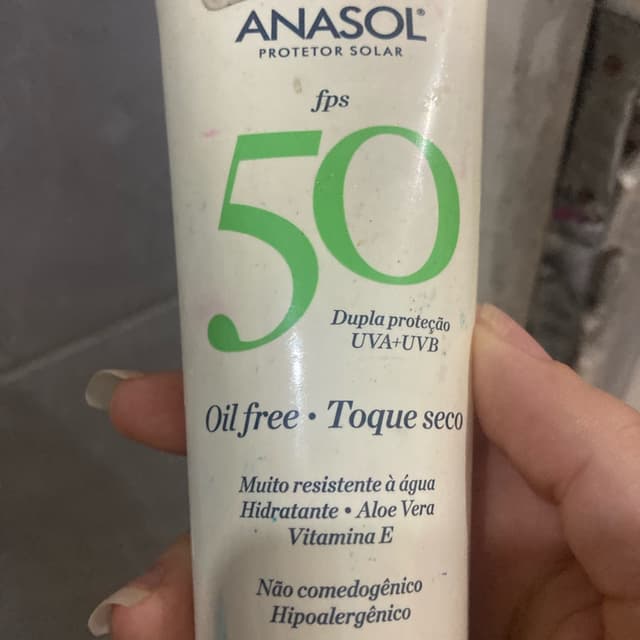 ANASOL®
PROTETOR SOLAR
fps
50
Dupla proteção
UVA+UVB
Oil free • Toque seco
Muito resistente à água
Hidratante • Aloe Vera
Vitamina E
Não comedogênico
Hipoalergênico